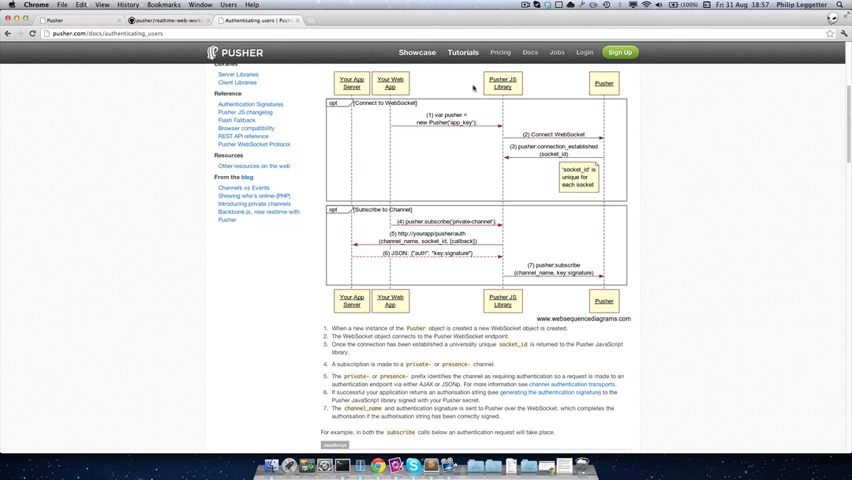 Chrome File Edit View History Bookmarks Window Users Help
(100%) Fri 31 Aug 18:57 Philip Leggetter
Pusher
pusher/realtime-web-work
Authenticating users | Pus
pusher.com/docs/authenticating_users
PUSHER
Showcase Tutorials Pricing Docs Jobs Login Sign Up
Libraries
Server Libraries
Client Libraries
Reference
Authentication Signatures
Pusher JS changelog
Flash Fallback
Browser compatibility
REST API reference
Pusher WebSocket Protocol
Resources
Other resources on the web
From the blog
Channels vs Events
Showing who's online-(PHP)
Introducing private channels
Backbone.js, now realtime with
Pusher
Your App
Server
Your Web
App
Pusher JS
Library
Pusher
opt [Connect to WebSocket]
(1) var pusher =
new Pusher('app_key');
(2) Connect WebSocket
(3) pusher:connection_established
(socket_id)
'socket_id' is
unique for
each socket
opt [Subscribe to Channel]
(4) pusher.subscribe('private-channel');
(5) http://yourapp/pusher/auth
(channel_name, socket_id, [callback])
(6) JSON: {"auth": "key:signature"}
(7) pusher:subscribe
(channel_name, key:signature)
Your App
Server
Your Web
App
Pusher JS
Library
Pusher
www.websequencediagrams.com
1. When a new instance of the Pusher object is created a new WebSocket object is created.
2. The WebSocket object connects to the Pusher WebSocket endpoint.
3. Once the connection has been established a universally unique socket_id is returned to the Pusher JavaScript
library.
4. A subscription is made to a private- or presence- channel.
5. The private- or presence- prefix identifies the channel as requiring authentication so a request is made to an
authentication endpoint via either AJAX or JSONp. For more information see channel authentication transports.
6. If successful your application returns an authentication string (see generating the authentication signature) to
the Pusher JavaScript library signed with your Pusher secret.
7. The channel_name and authentication signature is sent to Pusher over the WebSocket, which completes the
authorisation if the authorisation string has been correctly signed.
For example, in both the subscribe calls below an authentication request will take place.
JavaScript